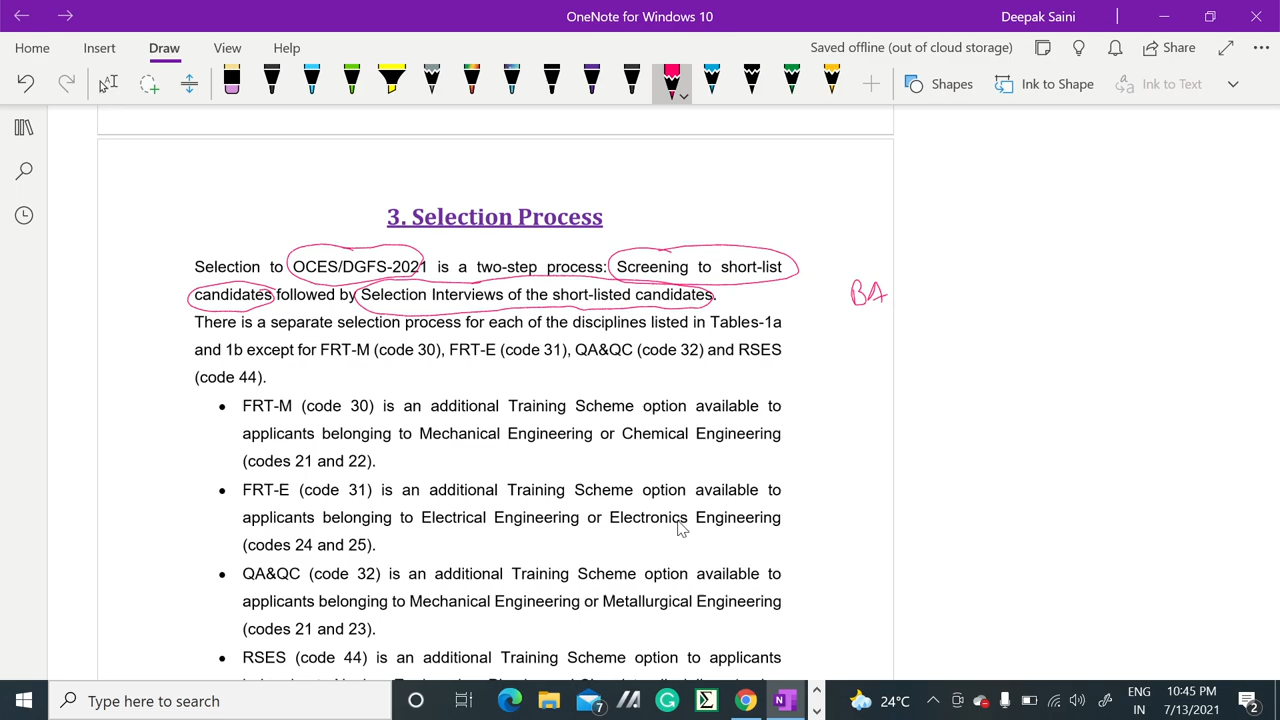 OneNote for Windows 10
Deepak Saini
Home Insert Draw View Help
Saved offline (out of cloud storage)
Share
Shapes
Ink to Shape
Ink to Text
3. Selection Process
Selection to OCES/DGFS-2021 is a two-step process: Screening to short-list
candidates followed by Selection Interviews of the short-listed candidates.
BA
There is a separate selection process for each of the disciplines listed in Tables-1a
and 1b except for FRT-M (code 30), FRT-E (code 31), QA&QC (code 32) and RSES
(code 44).
• FRT-M (code 30) is an additional Training Scheme option available to
applicants belonging to Mechanical Engineering or Chemical Engineering
(codes 21 and 22).
• FRT-E (code 31) is an additional Training Scheme option available to
applicants belonging to Electrical Engineering or Electronics Engineering
(codes 24 and 25).
• QA&QC (code 32) is an additional Training Scheme option available to
applicants belonging to Mechanical Engineering or Metallurgical Engineering
(codes 21 and 23).
• RSES (code 44) is an additional Training Scheme option to applicants
Type here to search
7
24°C
ENG
IN
10:45 PM
7/13/2021
2